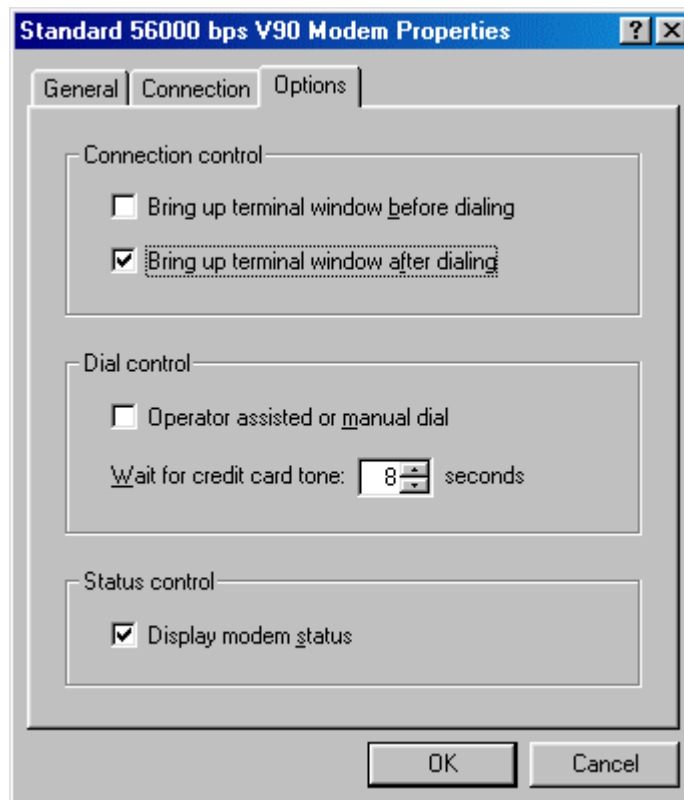 Standard 56000 bps V90 Modem Properties
General Connection Options
Connection control
Bring up terminal window before dialing
Bring up terminal window after dialing
Dial control
Operator assisted or manual dial
Wait for credit card tone: 8 seconds
Status control
Display modem status
OK Cancel